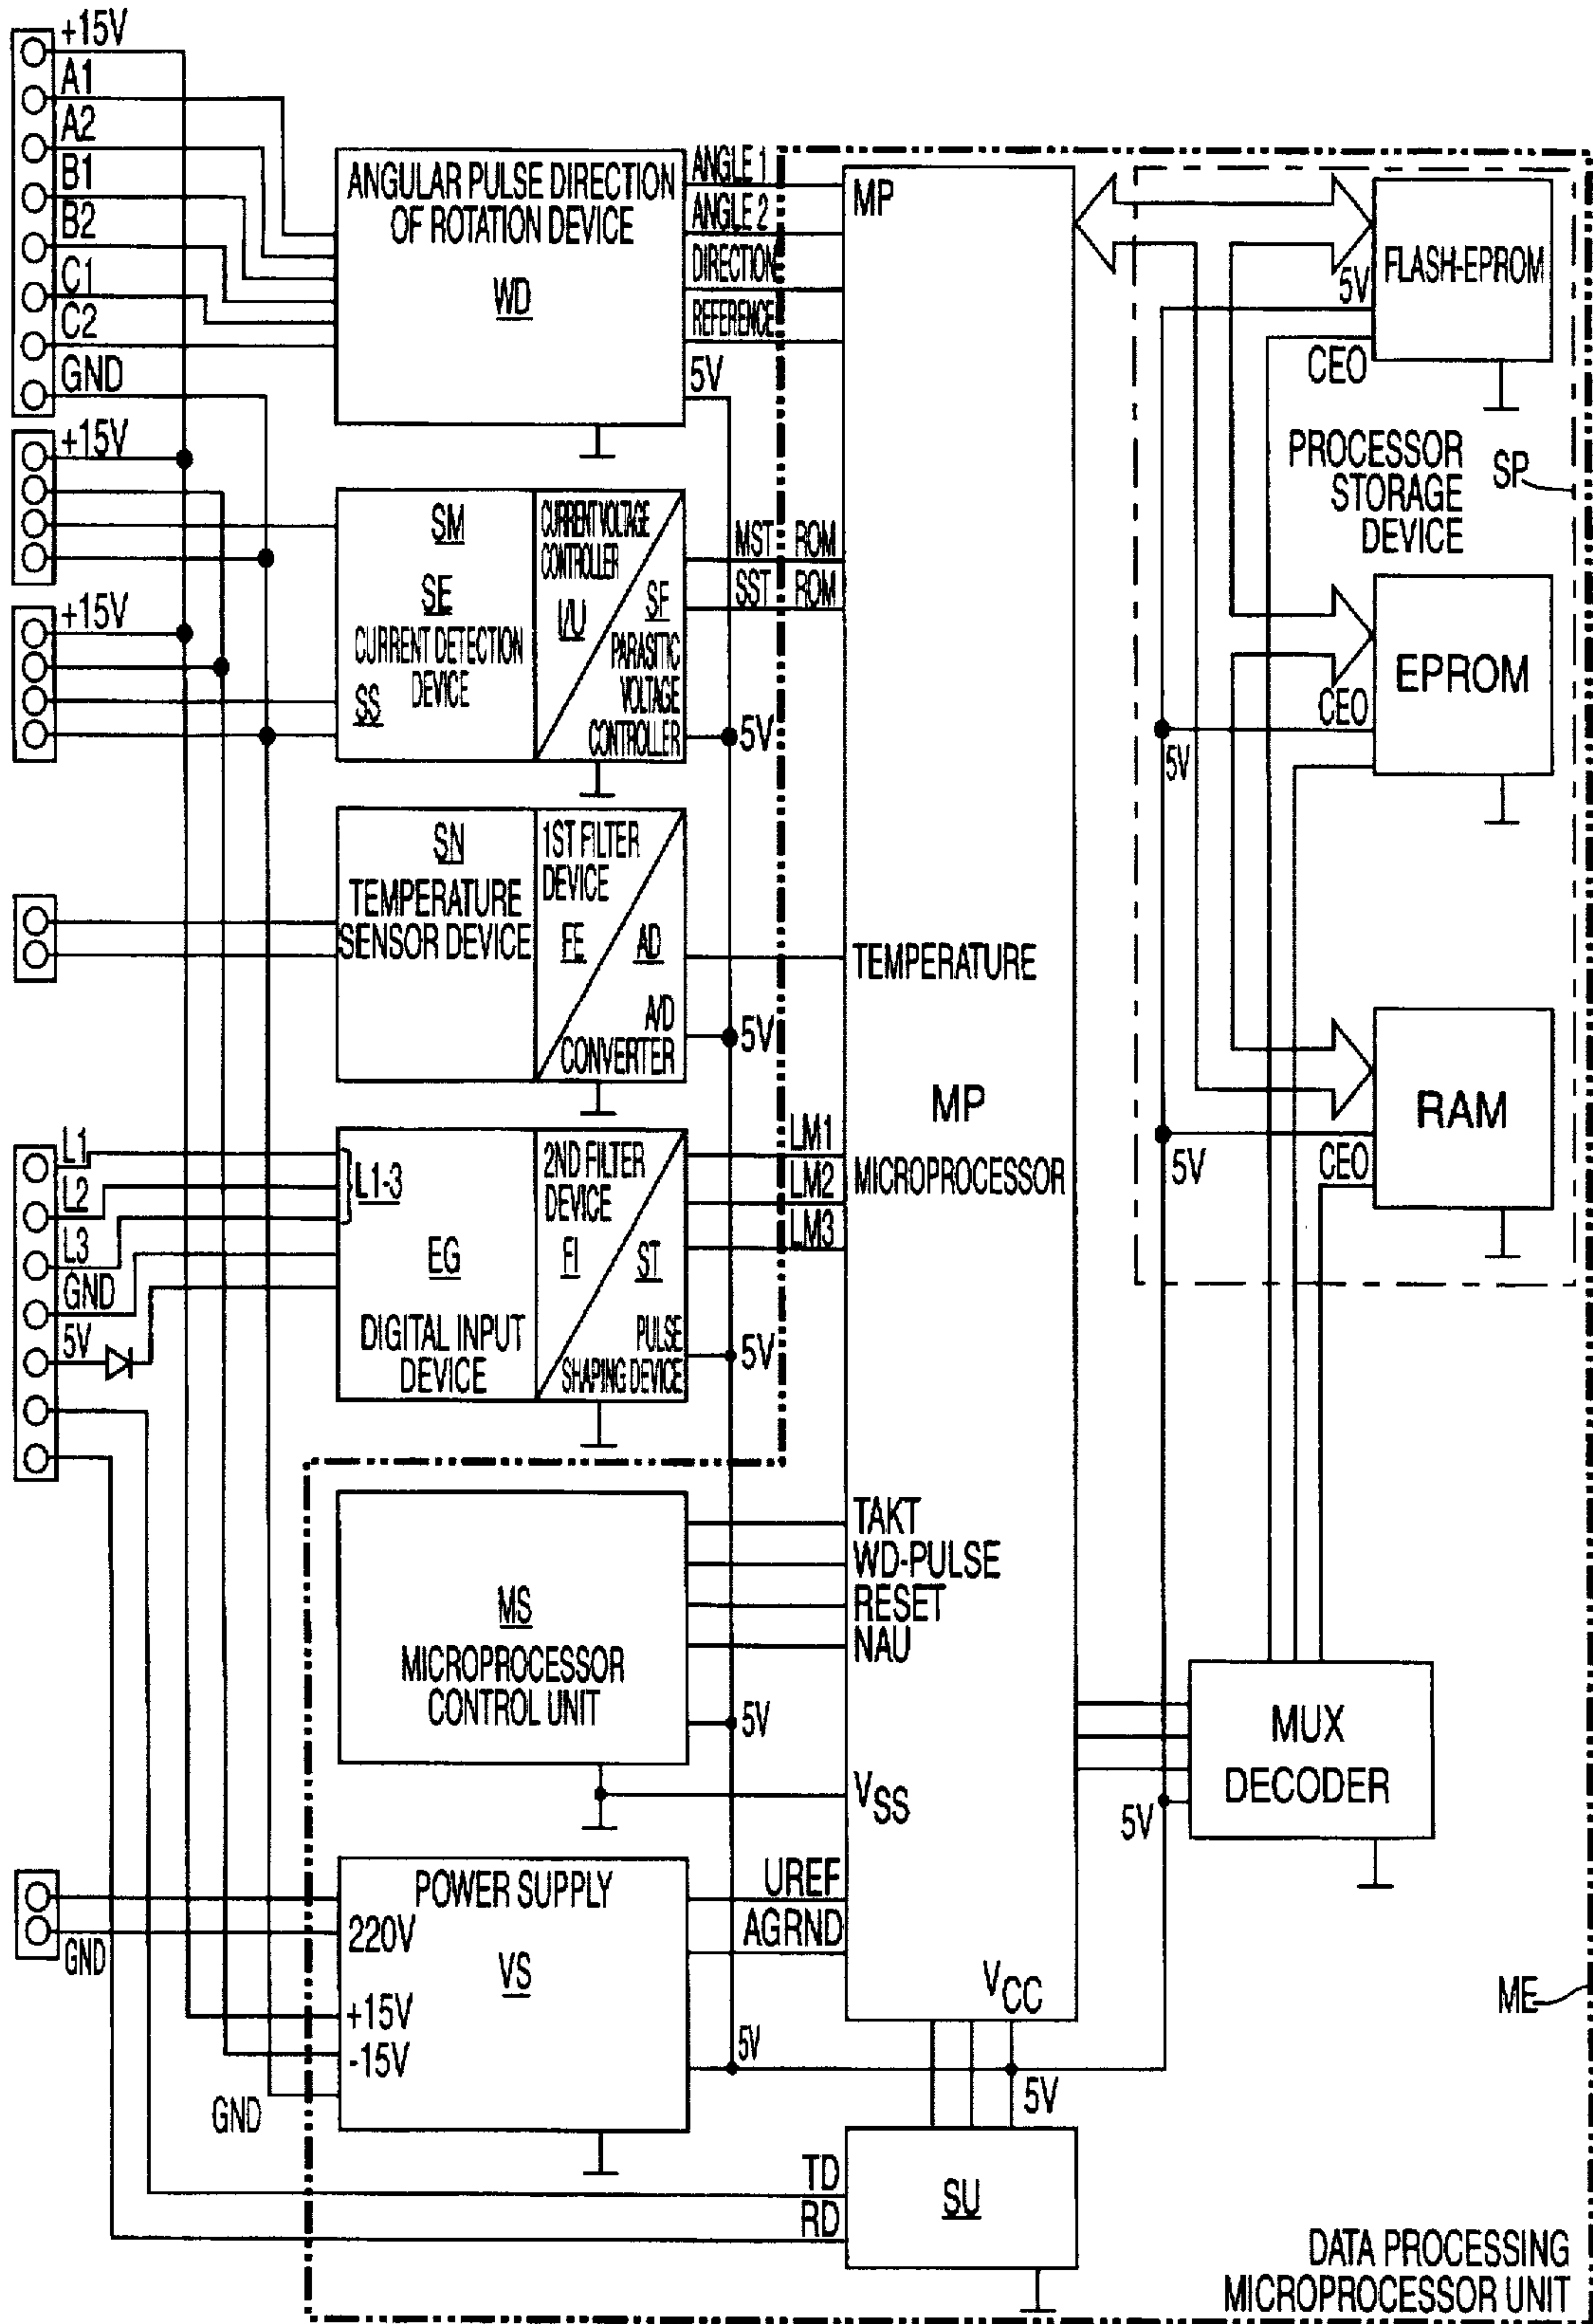 +15V
A1
A2
B1
B2
C1
C2
GND
+15V
+15V
L1
L2
L3
GND
5V
GND
ANGULAR PULSE DIRECTION
OF ROTATION DEVICE
WD
ANGLE 1
ANGLE 2
DIRECTION
REFERENCE
5V
SM
SE
CURRENT DETECTION
DEVICE
SS
CURRENT VOLTAGE
CONTROLLER
I/U
SF
PARASITIC
VOLTAGE
CONTROLLER
MST ROM
SST ROM
5V
SN
TEMPERATURE
SENSOR DEVICE
1ST FILTER
DEVICE
FE
AD
A/D
CONVERTER
5V
L1-3
EG
DIGITAL INPUT
DEVICE
2ND FILTER
DEVICE
FI
ST
PULSE
SHAPING DEVICE
LM1
LM2
LM3
5V
MS
MICROPROCESSOR
CONTROL UNIT
5V
POWER SUPPLY
220V
VS
+15V
-15V
GND
5V
MP
TEMPERATURE
MP
MICROPROCESSOR
TAKT
WD-PULSE
RESET
NAU
VSS
UREF
AGRND
VCC
5V
TD
RD
SU
FLASH-EPROM
5V
CEO
PROCESSOR
STORAGE
DEVICE
SP
EPROM
CEO
5V
RAM
5V
CEO
MUX
DECODER
5V
ME
DATA PROCESSING
MICROPROCESSOR UNIT